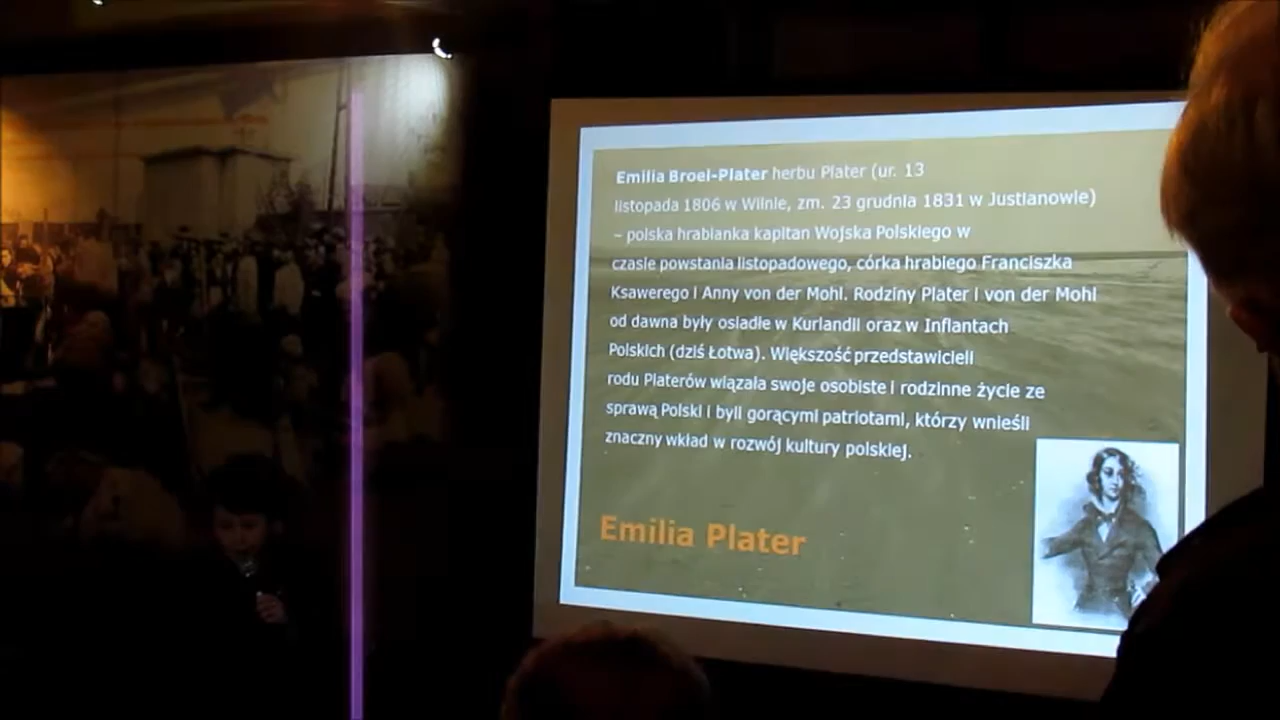 Emilia Broel-Plater herbu Plater (ur. 13
listopada 1806 w Wilnie, zm. 23 grudnia 1831 w Justianowie)
– polska hrabianka kapitan Wojska Polskiego w
czasie powstania listopadowego, córka hrabiego Franciszka
Ksawerego i Anny von der Mohl. Rodziny Plater i von der Mohl
od dawna były osiadłe w Kurlandii oraz w Inflantach
Polskich (dziś Łotwa). Większość przedstawicieli
rodu Platerów wiązała swoje osobiste i rodzinne życie ze
sprawą Polski i byli gorącymi patriotami, którzy wnieśli
znaczny wkład w rozwój kultury polskiej.
Emilia Plater